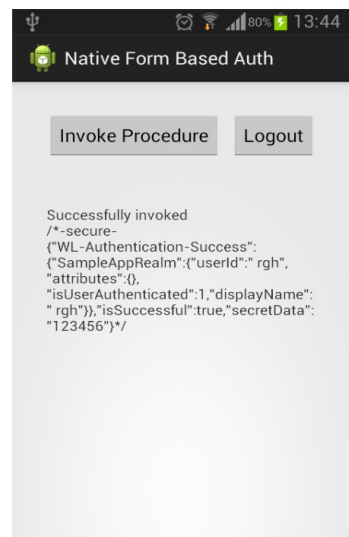 80% 13:44
Native Form Based Auth
Invoke Procedure Logout
Successfully invoked
/*-secure-
{"WL-Authentication-Success":
{"SampleAppRealm":{"userId":" rgh",
"attributes":{},
"isUserAuthenticated":1,"displayName":
" rgh"}},"isSuccessful":true,"secretData":
"123456"}*/